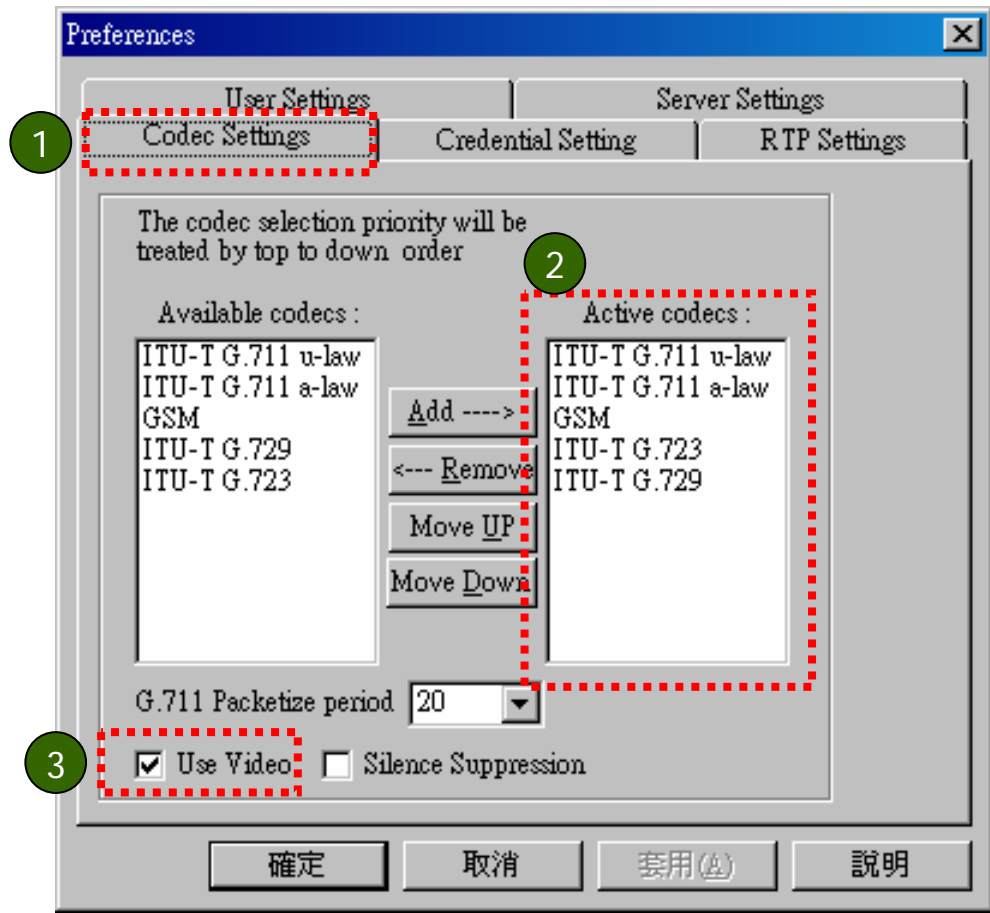 Preferences
User Settings
Server Settings
1
Codec Settings
Credential Setting
RTP Settings
The codec selection priority will be
treated by top to down order
2
Available codecs :
ITU-T G.711 u-law
ITU-T G.711 a-law
GSM
ITU-T G.729
ITU-T G.723
Add ---->
<--- Remove
Move UP
Move Down
Active codecs :
ITU-T G.711 u-law
ITU-T G.711 a-law
GSM
ITU-T G.723
ITU-T G.729
G.711 Packetize period 20
3
Use Video
Silence Suppression
確定
取消
套用(A)
說明